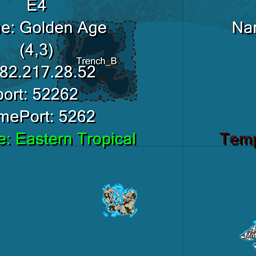 E4
e: Golden Age
Nar
(4,3)
Trench_B
82.217.28.52
port: 52262
mePort: 5262
e: Eastern Tropical
Temp